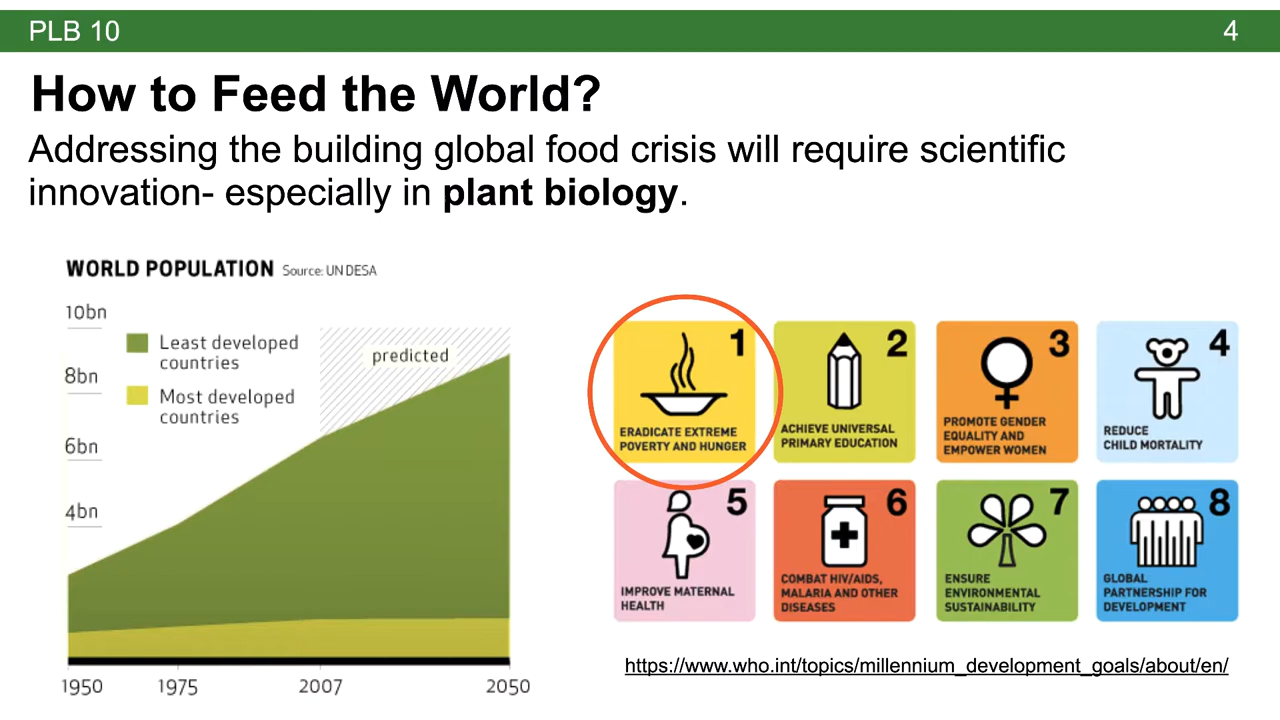 PLB 10
4
How to Feed the World?
Addressing the building global food crisis will require scientific
innovation- especially in plant biology.
WORLD POPULATION Source: UN DESA
10bn
8bn
6bn
4bn
Least developed
countries
Most developed
countries
predicted
1950 1975 2007 2050
1
ERADICATE EXTREME
POVERTY AND HUNGER
2
ACHIEVE UNIVERSAL
PRIMARY EDUCATION
3
PROMOTE GENDER
EQUALITY AND
EMPOWER WOMEN
4
REDUCE
CHILD MORTALITY
5
IMPROVE MATERNAL
HEALTH
6
COMBAT HIV/AIDS,
MALARIA AND OTHER
DISEASES
7
ENSURE
ENVIRONMENTAL
SUSTAINABILITY
8
GLOBAL
PARTNERSHIP FOR
DEVELOPMENT
https://www.who.int/topics/millennium_development_goals/about/en/